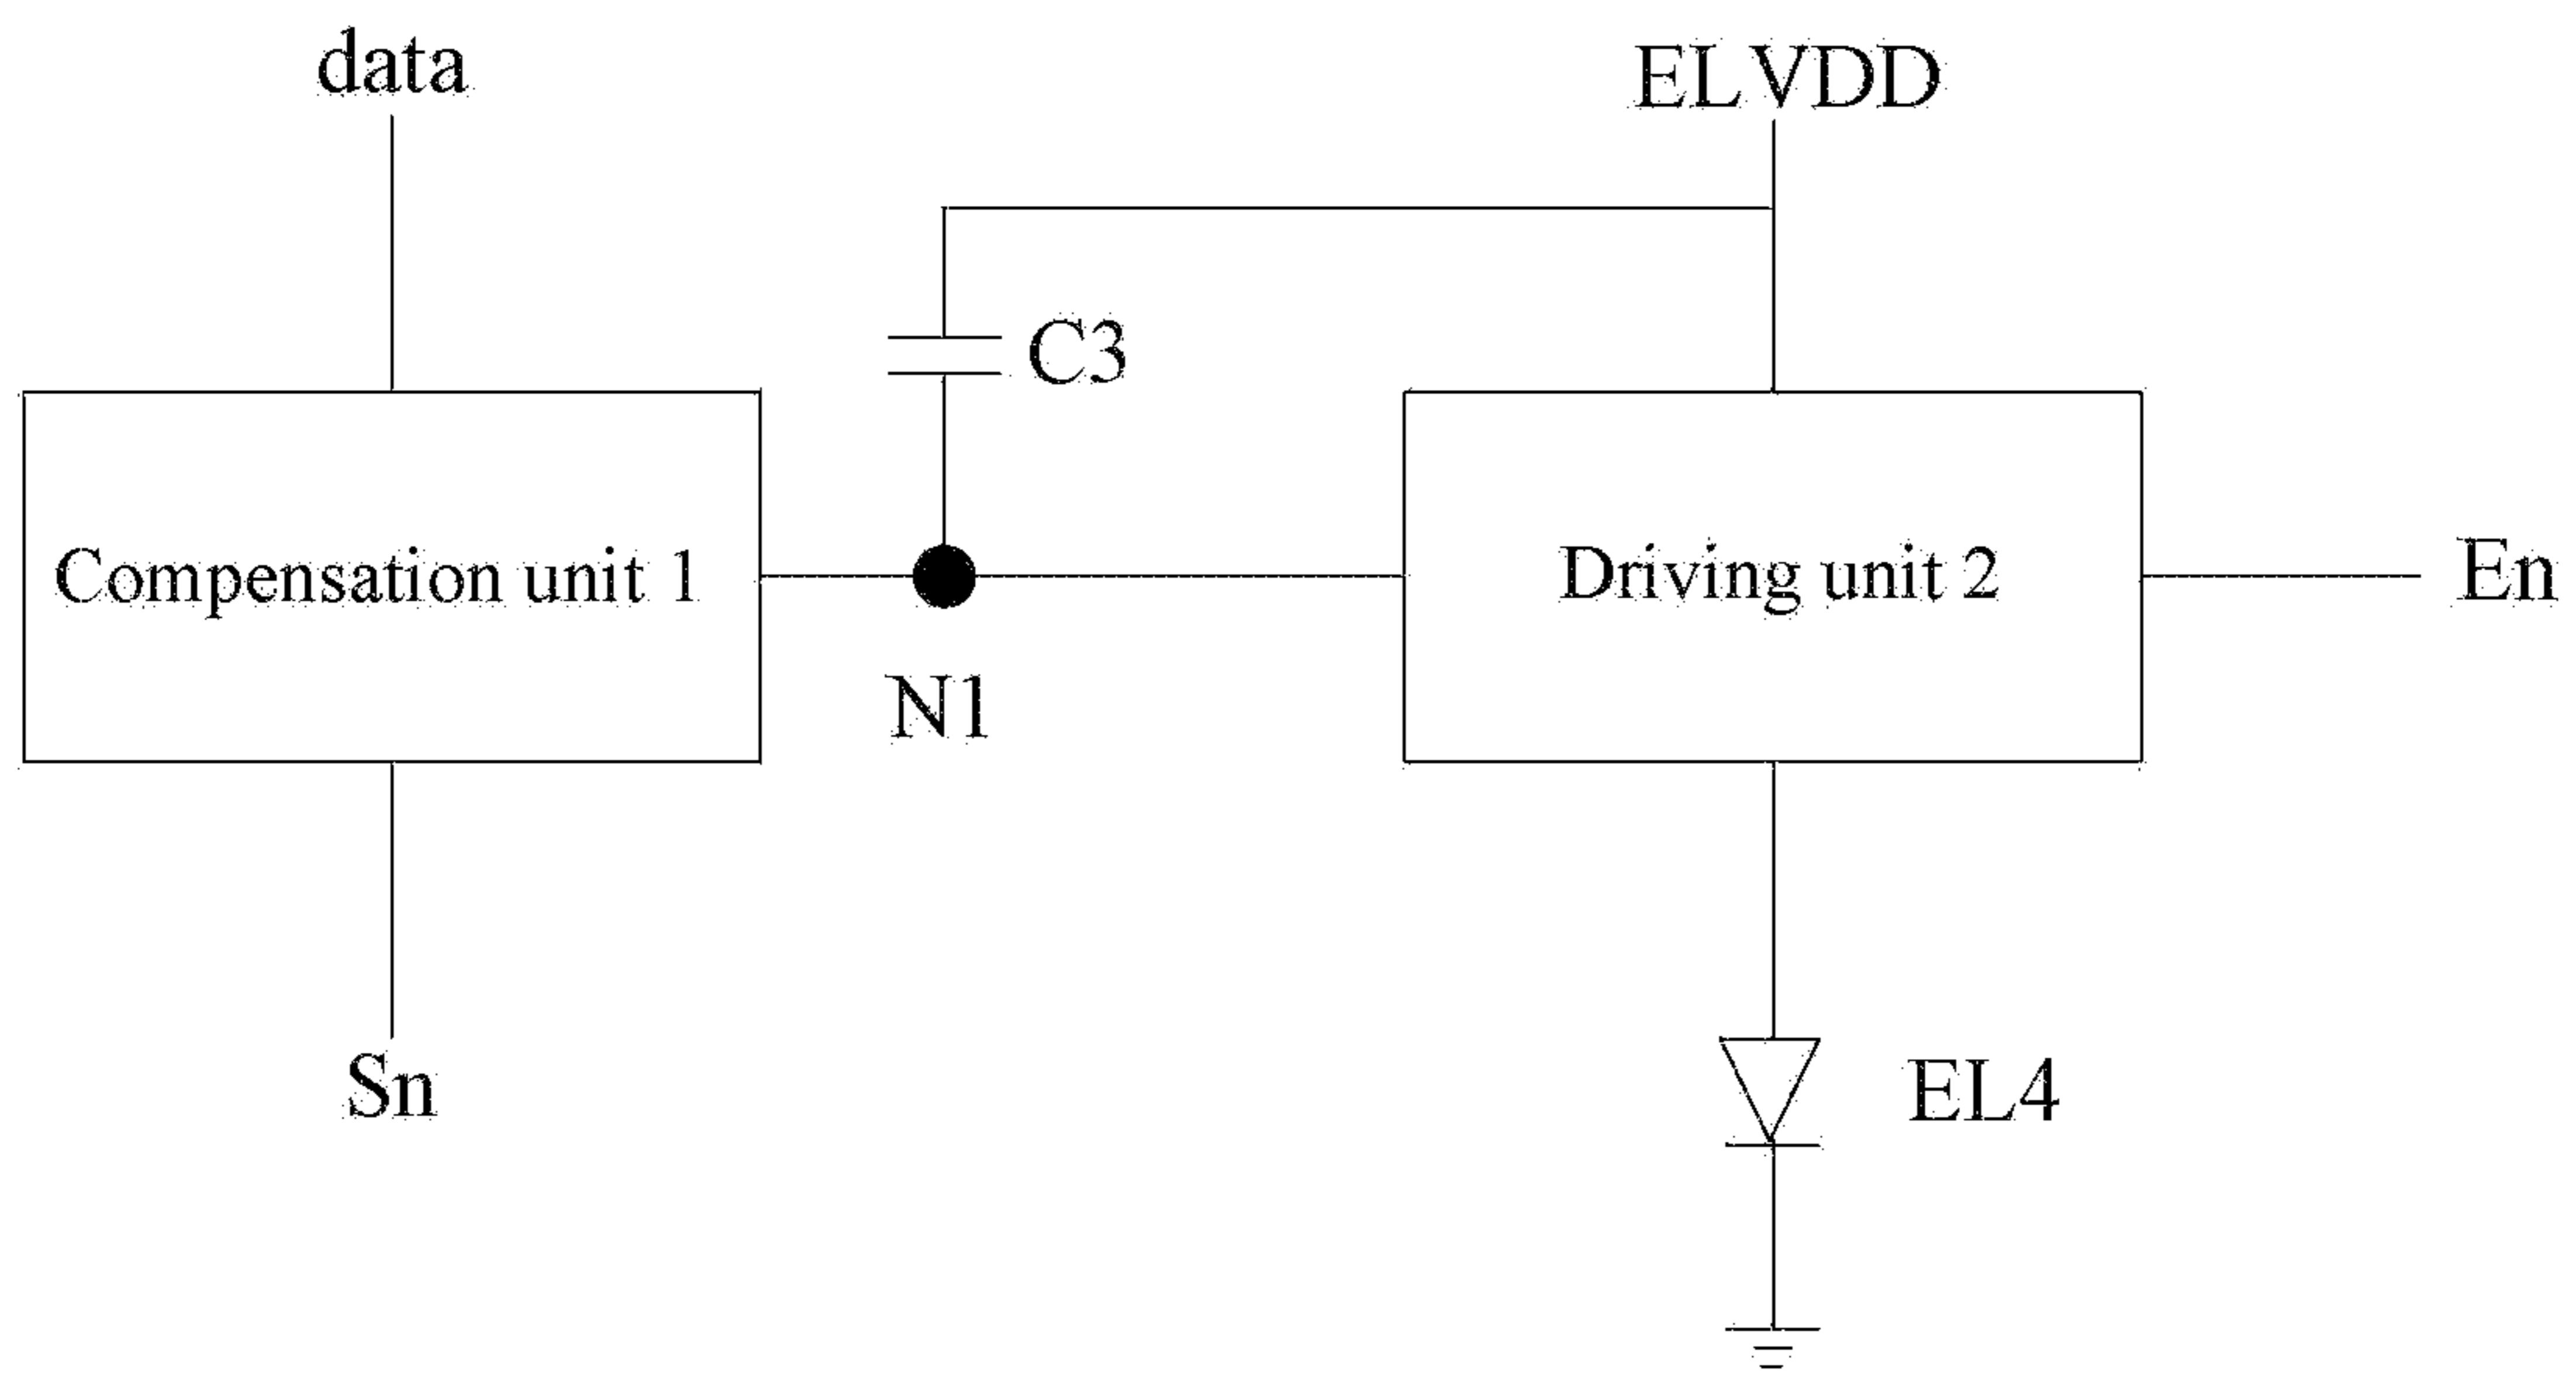 data
ELVDD
C3
Compensation unit 1
Driving unit 2
En
N1
Sn
EL4